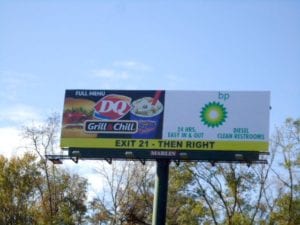 FULL MENU
DQ
Grill & Chill
bp
24 HRS.
EASY IN & OUT
DIESEL
CLEAN RESTROOMS
EXIT 21 - THEN RIGHT